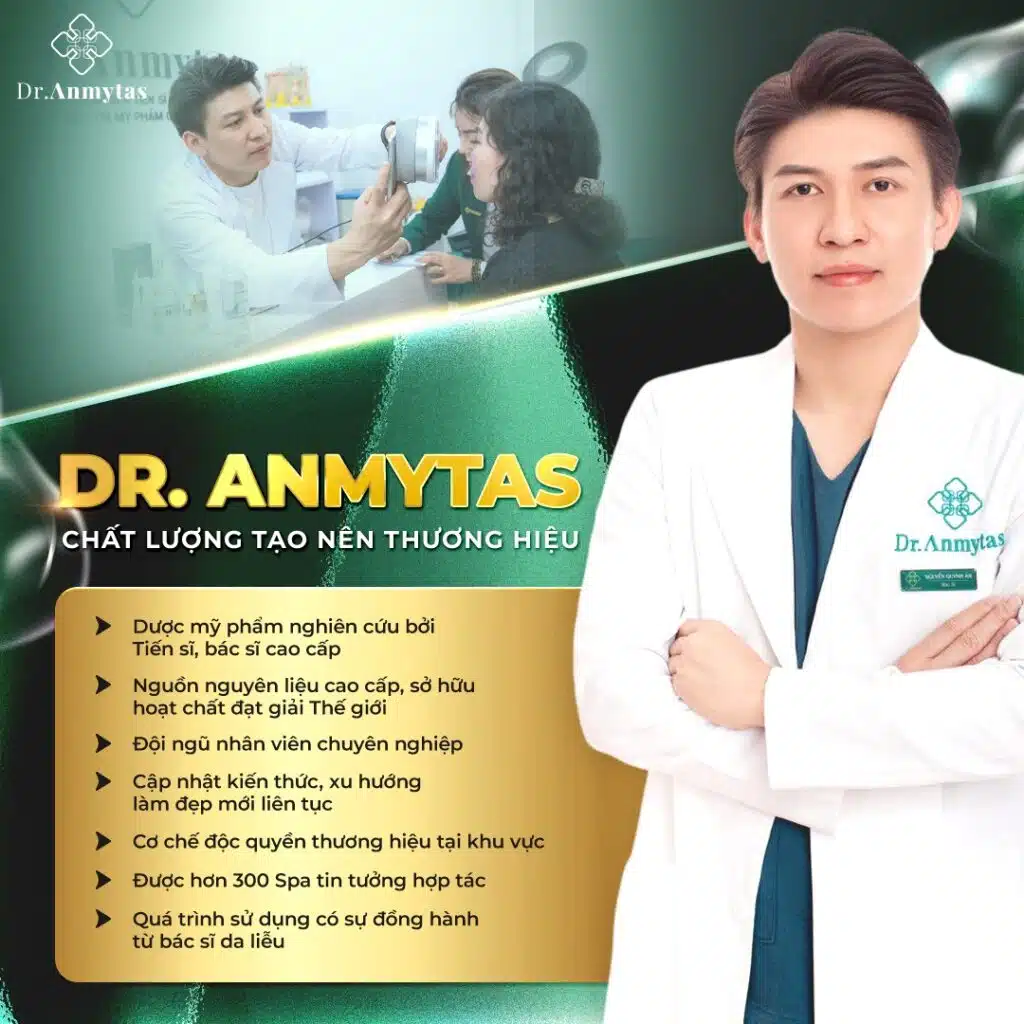 Dr.Anmytas
DR. ANMYTAS
CHẤT LƯỢNG TẠO NÊN THƯƠNG HIỆU
Dược mỹ phẩm nghiên cứu bởi
Tiến sĩ, bác sĩ cao cấp
Nguồn nguyên liệu cao cấp, sở hữu
hoạt chất đạt giải Thế giới
Đội ngũ nhân viên chuyên nghiệp
Cập nhật kiến thức, xu hướng
làm đẹp mới liên tục
Cơ chế độc quyền thương hiệu tại khu vực
Được hơn 300 Spa tin tưởng hợp tác
Quá trình sử dụng có sự đồng hành
từ bác sĩ da liễu
Dr.Anmytas
NGUYỄN QUỲNH AN